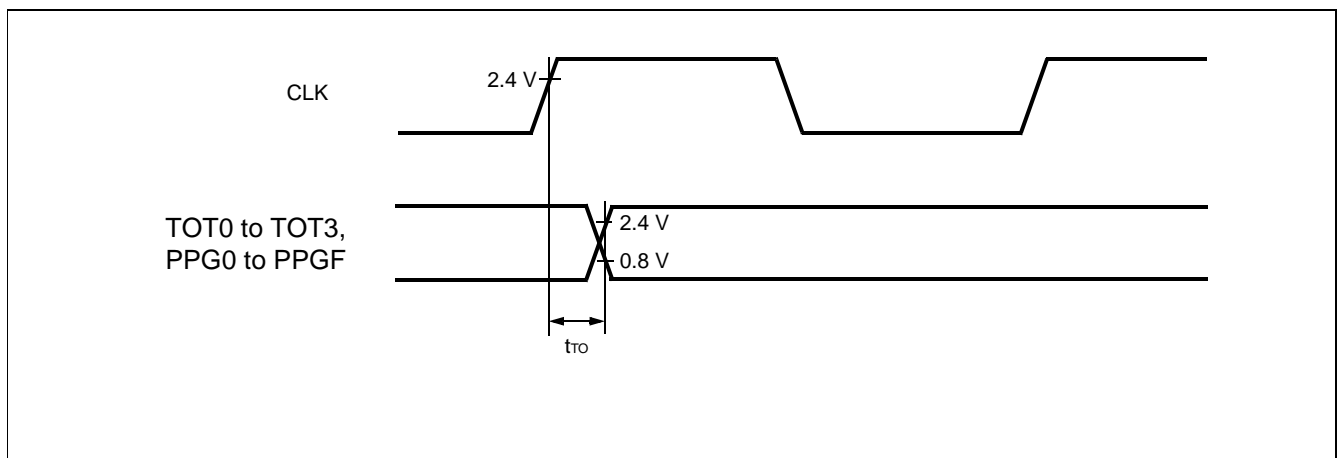 2.4 V
CLK
TOT0 to TOT3,
PPG0 to PPGF
2.4 V
0.8 V
tTO